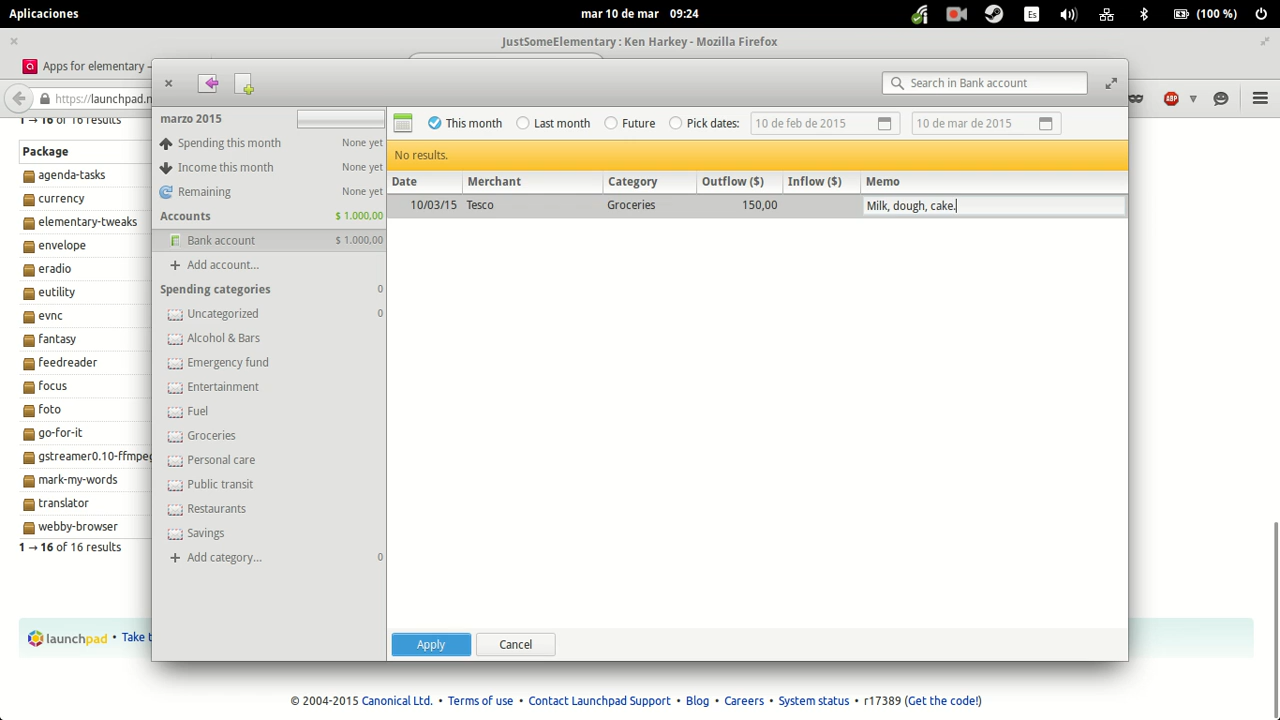 Aplicaciones
mar 10 de mar 09:24
Es
(100 %)
JustSomeElementary : Ken Harkey - Mozilla Firefox
Apps for elementary –
https://launchpad.n
ABP
1 → 16 of 16 results
Package
agenda-tasks
currency
elementary-tweaks
envelope
eradio
eutility
evnc
fantasy
feedreader
focus
foto
go-for-it
gstreamer0.10-ffmpeg
mark-my-words
translator
webby-browser
1 → 16 of 16 results
launchpad • Take t
Search in Bank account
marzo 2015
Spending this month None yet
Income this month None yet
Remaining None yet
Accounts $ 1.000,00
Bank account $ 1.000,00
Add account...
Spending categories 0
Uncategorized 0
Alcohol & Bars
Emergency fund
Entertainment
Fuel
Groceries
Personal care
Public transit
Restaurants
Savings
Add category... 0
This month Last month Future Pick dates: 10 de feb de 2015 10 de mar de 2015
No results.
Date Merchant Category Outflow ($) Inflow ($) Memo
10/03/15 Tesco Groceries 150,00 Milk, dough, cake.
Apply Cancel
© 2004-2015 Canonical Ltd. • Terms of use • Contact Launchpad Support • Blog • Careers • System status • r17389 (Get the code!)